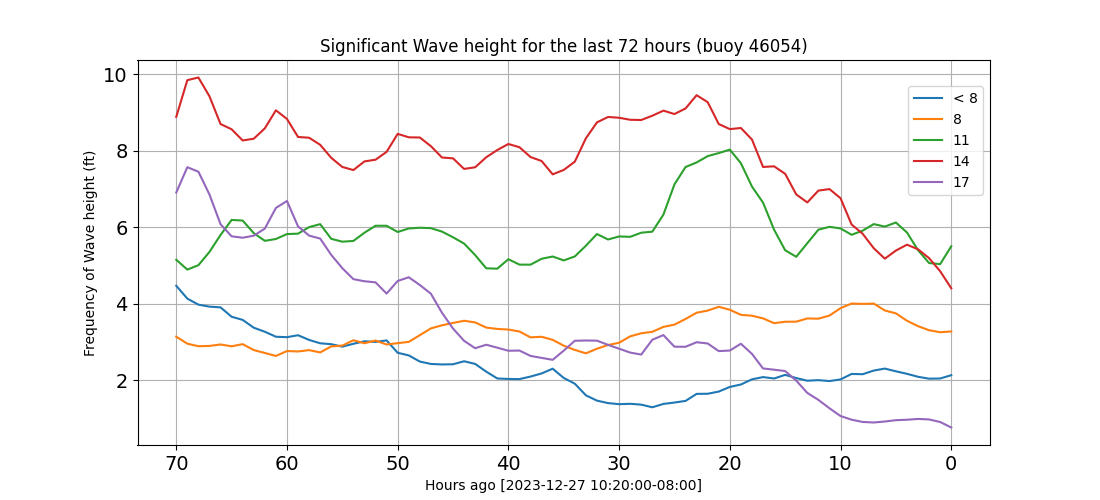 Significant Wave height for the last 72 hours (buoy 46054)
Frequency of Wave height (ft)
10
8
6
4
2
< 8
8
11
14
17
70 60 50 40 30 20 10 0
Hours ago [2023-12-27 10:20:00-08:00]